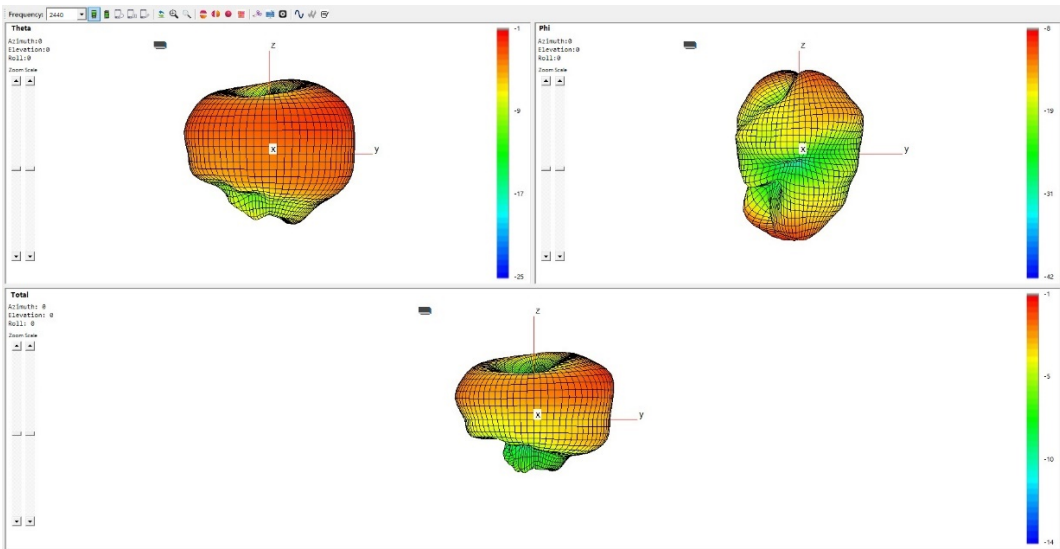 Frequency: 2440
Theta
Azimuth:0
Elevation:0
Roll:0
Zoom Scale
z
x
y
-1
-9
-17
-25
Phi
Azimuth:0
Elevation:0
Roll:0
Zoom Scale
z
x
y
-8
-19
-31
-42
Total
Azimuth: 0
Elevation: 0
Roll: 0
Zoom Scale
z
x
y
-1
-5
-10
-14